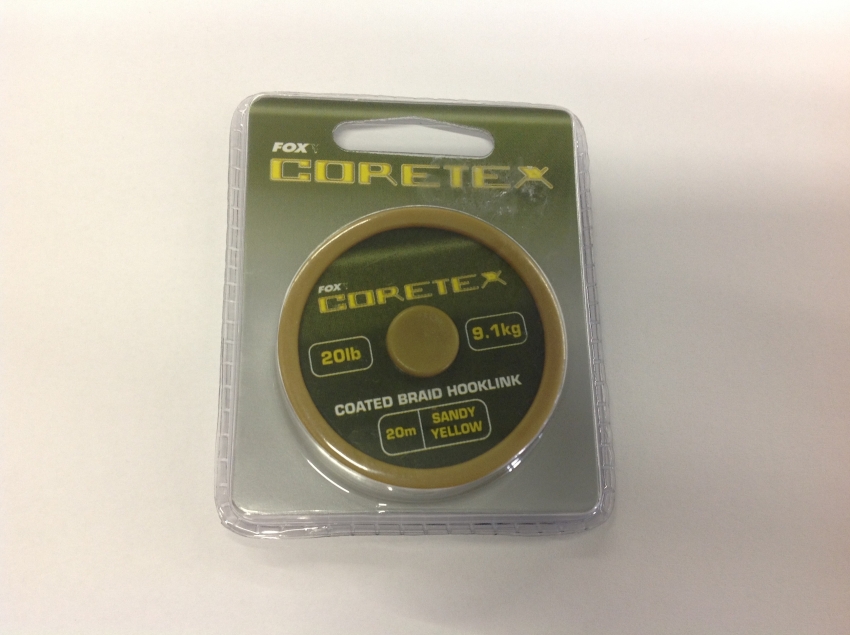 FOX
CORETEX
FOX
CORETEX
20lb
9.1kg
COATED BRAID HOOKLINK
20m
SANDY
YELLOW